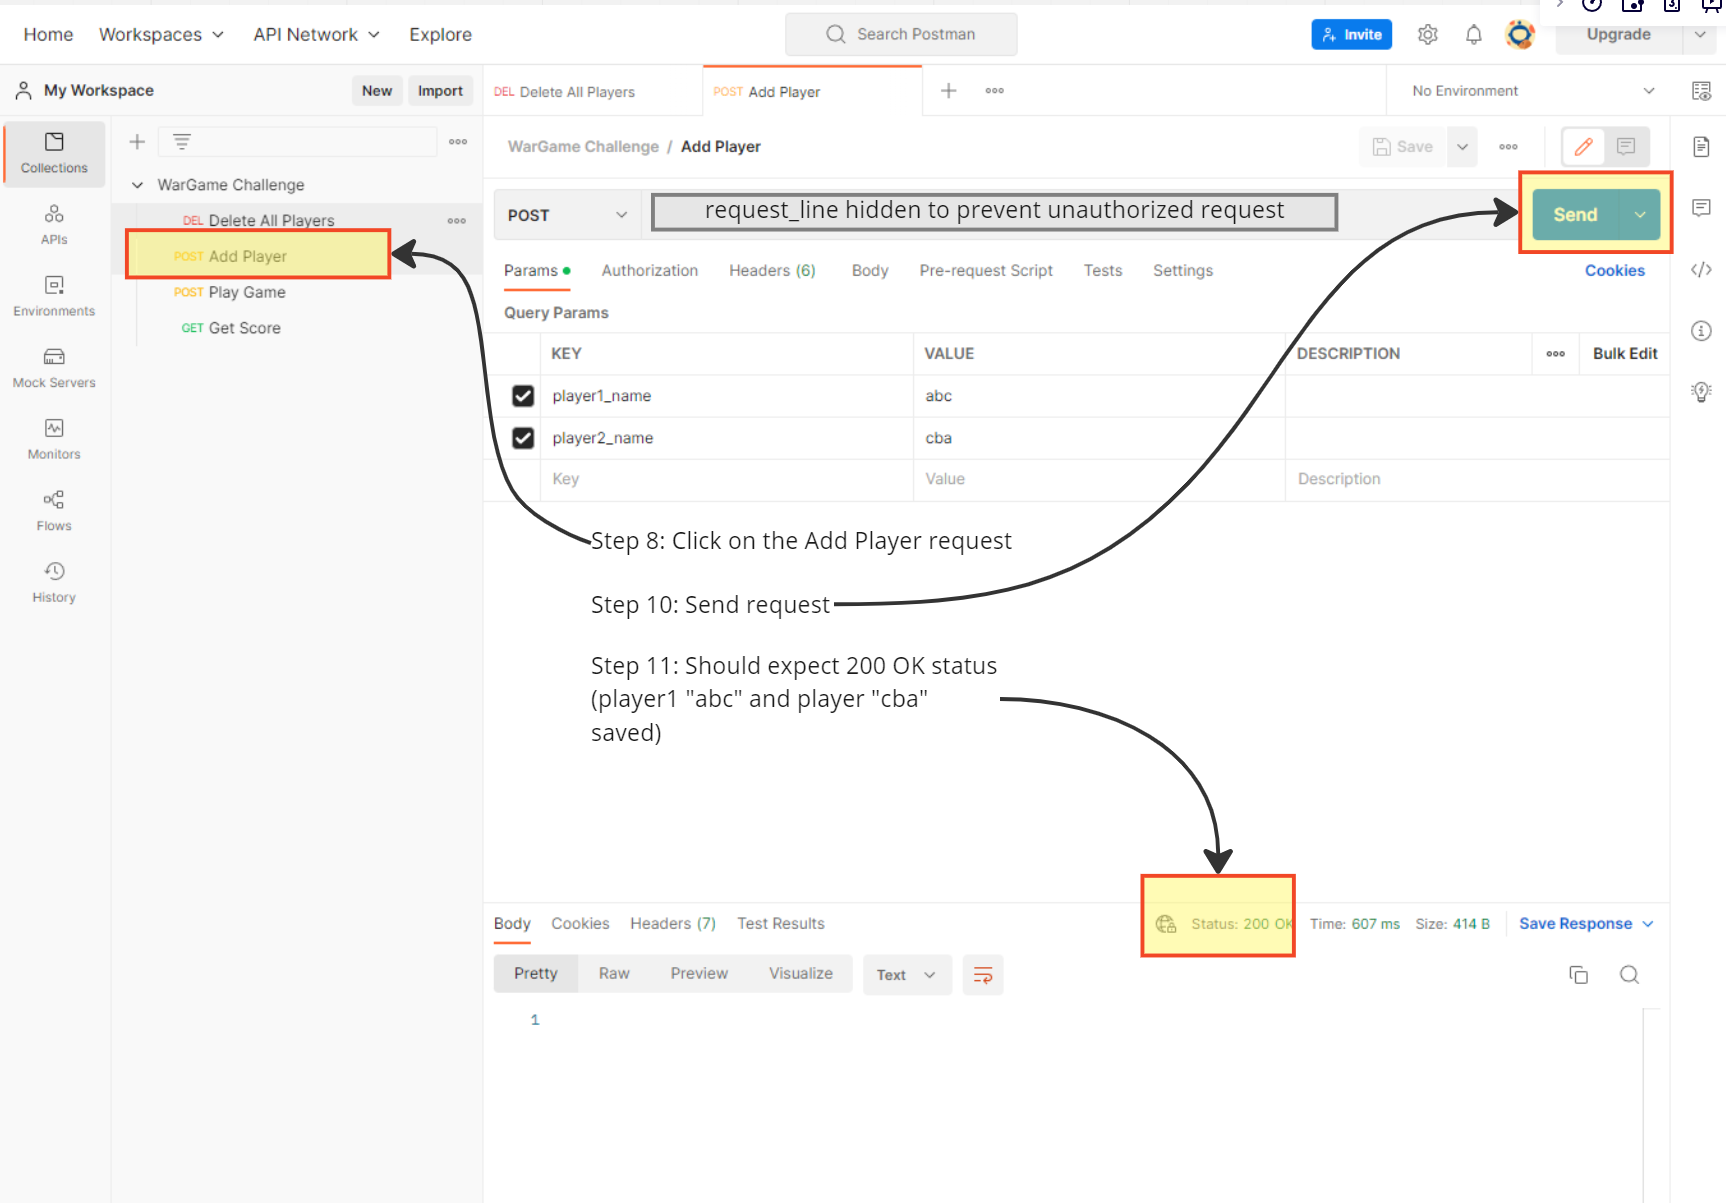 Home Workspaces API Network Explore Search Postman Invite Upgrade
My Workspace New Import DEL Delete All Players POST Add Player No Environment
Collections
WarGame Challenge / Add Player Save
WarGame Challenge
DEL Delete All Players
POST Add Player
POST Play Game
GET Get Score
APIs
Environments
Mock Servers
Monitors
Flows
History
POST request_line hidden to prevent unauthorized request Send
Params Authorization Headers (6) Body Pre-request Script Tests Settings Cookies
Query Params
KEY VALUE DESCRIPTION Bulk Edit
player1_name abc
player2_name cba
Key Value Description
Step 8: Click on the Add Player request
Step 10: Send request
Step 11: Should expect 200 OK status
(player1 "abc" and player "cba"
saved)
Body Cookies Headers (7) Test Results Status: 200 OK Time: 607 ms Size: 414 B Save Response
Pretty Raw Preview Visualize Text
1